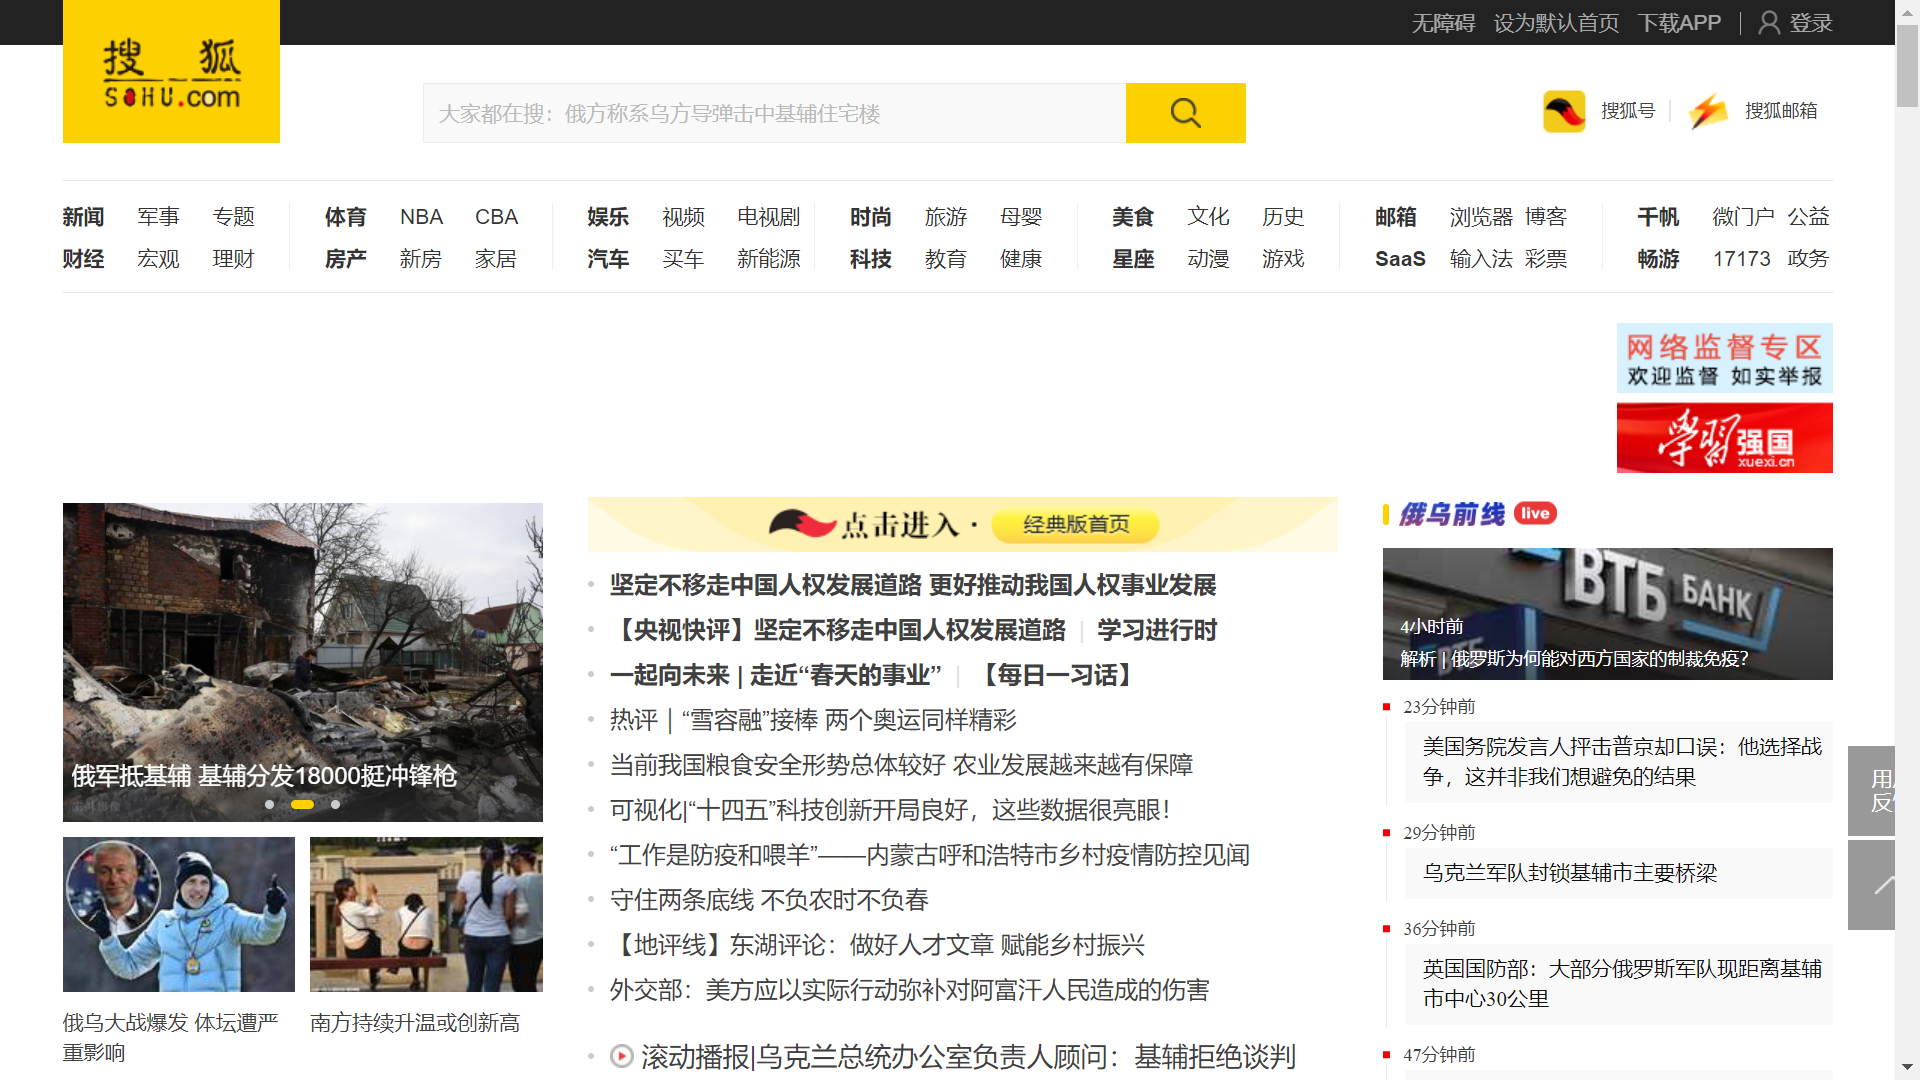 无障碍 设为默认首页 下载APP 登录
搜 狐
SOHU.com
大家都在搜：俄方称系乌方导弹击中基辅住宅楼
搜狐号 搜狐邮箱
新闻 军事 专题 体育 NBA CBA 娱乐 视频 电视剧 时尚 旅游 母婴 美食 文化 历史 邮箱 浏览器 博客 千帆 微门户 公益
财经 宏观 理财 房产 新房 家居 汽车 买车 新能源 科技 教育 健康 星座 动漫 游戏 SaaS 输入法 彩票 畅游 17173 政务
网络监督专区
欢迎监督 如实举报
学习强国
xuexi.cn
俄军抵基辅 基辅分发18000挺冲锋枪
俄乌大战爆发 体坛遭严
重影响
南方持续升温或创新高
点击进入·经典版首页
坚定不移走中国人权发展道路 更好推动我国人权事业发展
【央视快评】坚定不移走中国人权发展道路 | 学习进行时
一起向未来 | 走近“春天的事业” | 【每日一习话】
热评｜“雪容融”接棒 两个奥运同样精彩
当前我国粮食安全形势总体较好 农业发展越来越有保障
可视化|“十四五”科技创新开局良好，这些数据很亮眼！
“工作是防疫和喂羊”——内蒙古呼和浩特市乡村疫情防控见闻
守住两条底线 不负农时不负春
【地评线】东湖评论：做好人才文章 赋能乡村振兴
外交部：美方应以实际行动弥补对阿富汗人民造成的伤害
滚动播报|乌克兰总统办公室负责人顾问：基辅拒绝谈判
俄乌前线 live
ВТБ БАНК
4小时前
解析 | 俄罗斯为何能对西方国家的制裁免疫？
23分钟前
美国务院发言人抨击普京却口误：他选择战
争，这并非我们想避免的结果
29分钟前
乌克兰军队封锁基辅市主要桥梁
36分钟前
英国国防部：大部分俄罗斯军队现距离基辅
市中心30公里
47分钟前
用
反